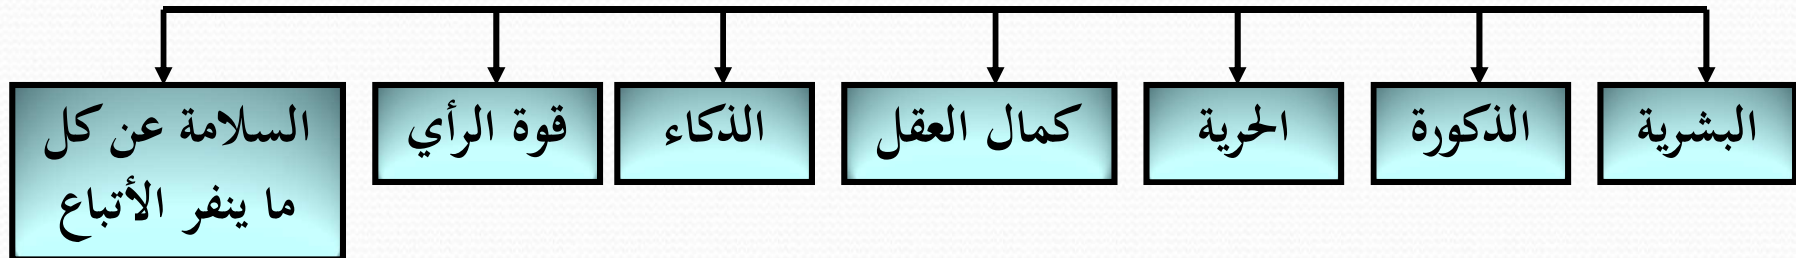 البشرية
الذكورة
الحرية
كمال العقل
الذكاء
قوة الرأي
السلامة عن كل
ما ينفر الأتباع